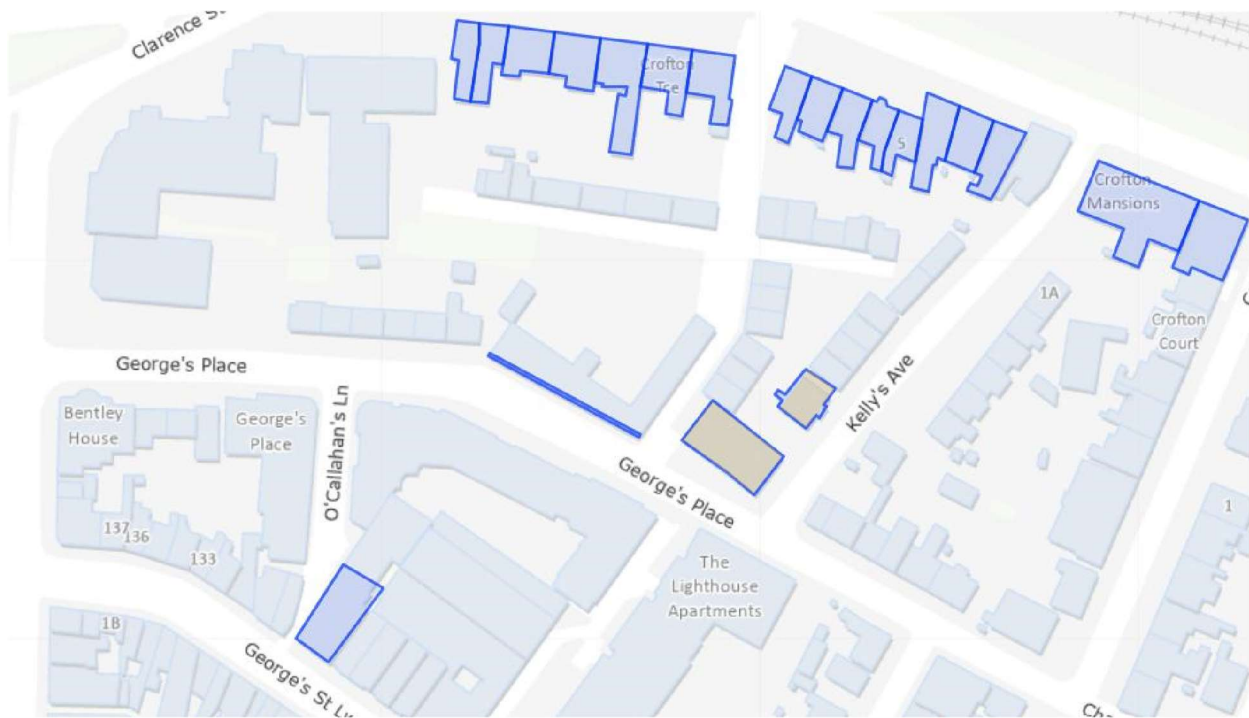 Clarence St
Crofton
Tce
S
Crofton
Mansions
1A
Crofton
Court
George's Place
Kelly's Ave
Bentley
House
George's
Place
O'Callahan's Ln
George's Place
137
136
133
1
The
Lighthouse
Apartments
1B
George's St L